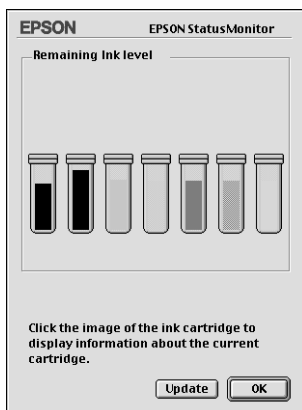 EPSON EPSON StatusMonitor
Remaining Ink level
Click the image of the ink cartridge to
display information about the current
cartridge.
Update OK